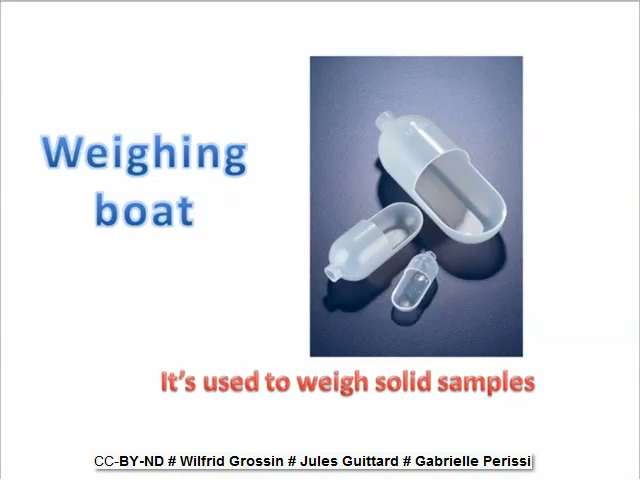 Weighing
boat
It's used to weigh solid samples
CC-BY-ND # Wilfrid Grossin # Jules Guittard # Gabrielle Perissi